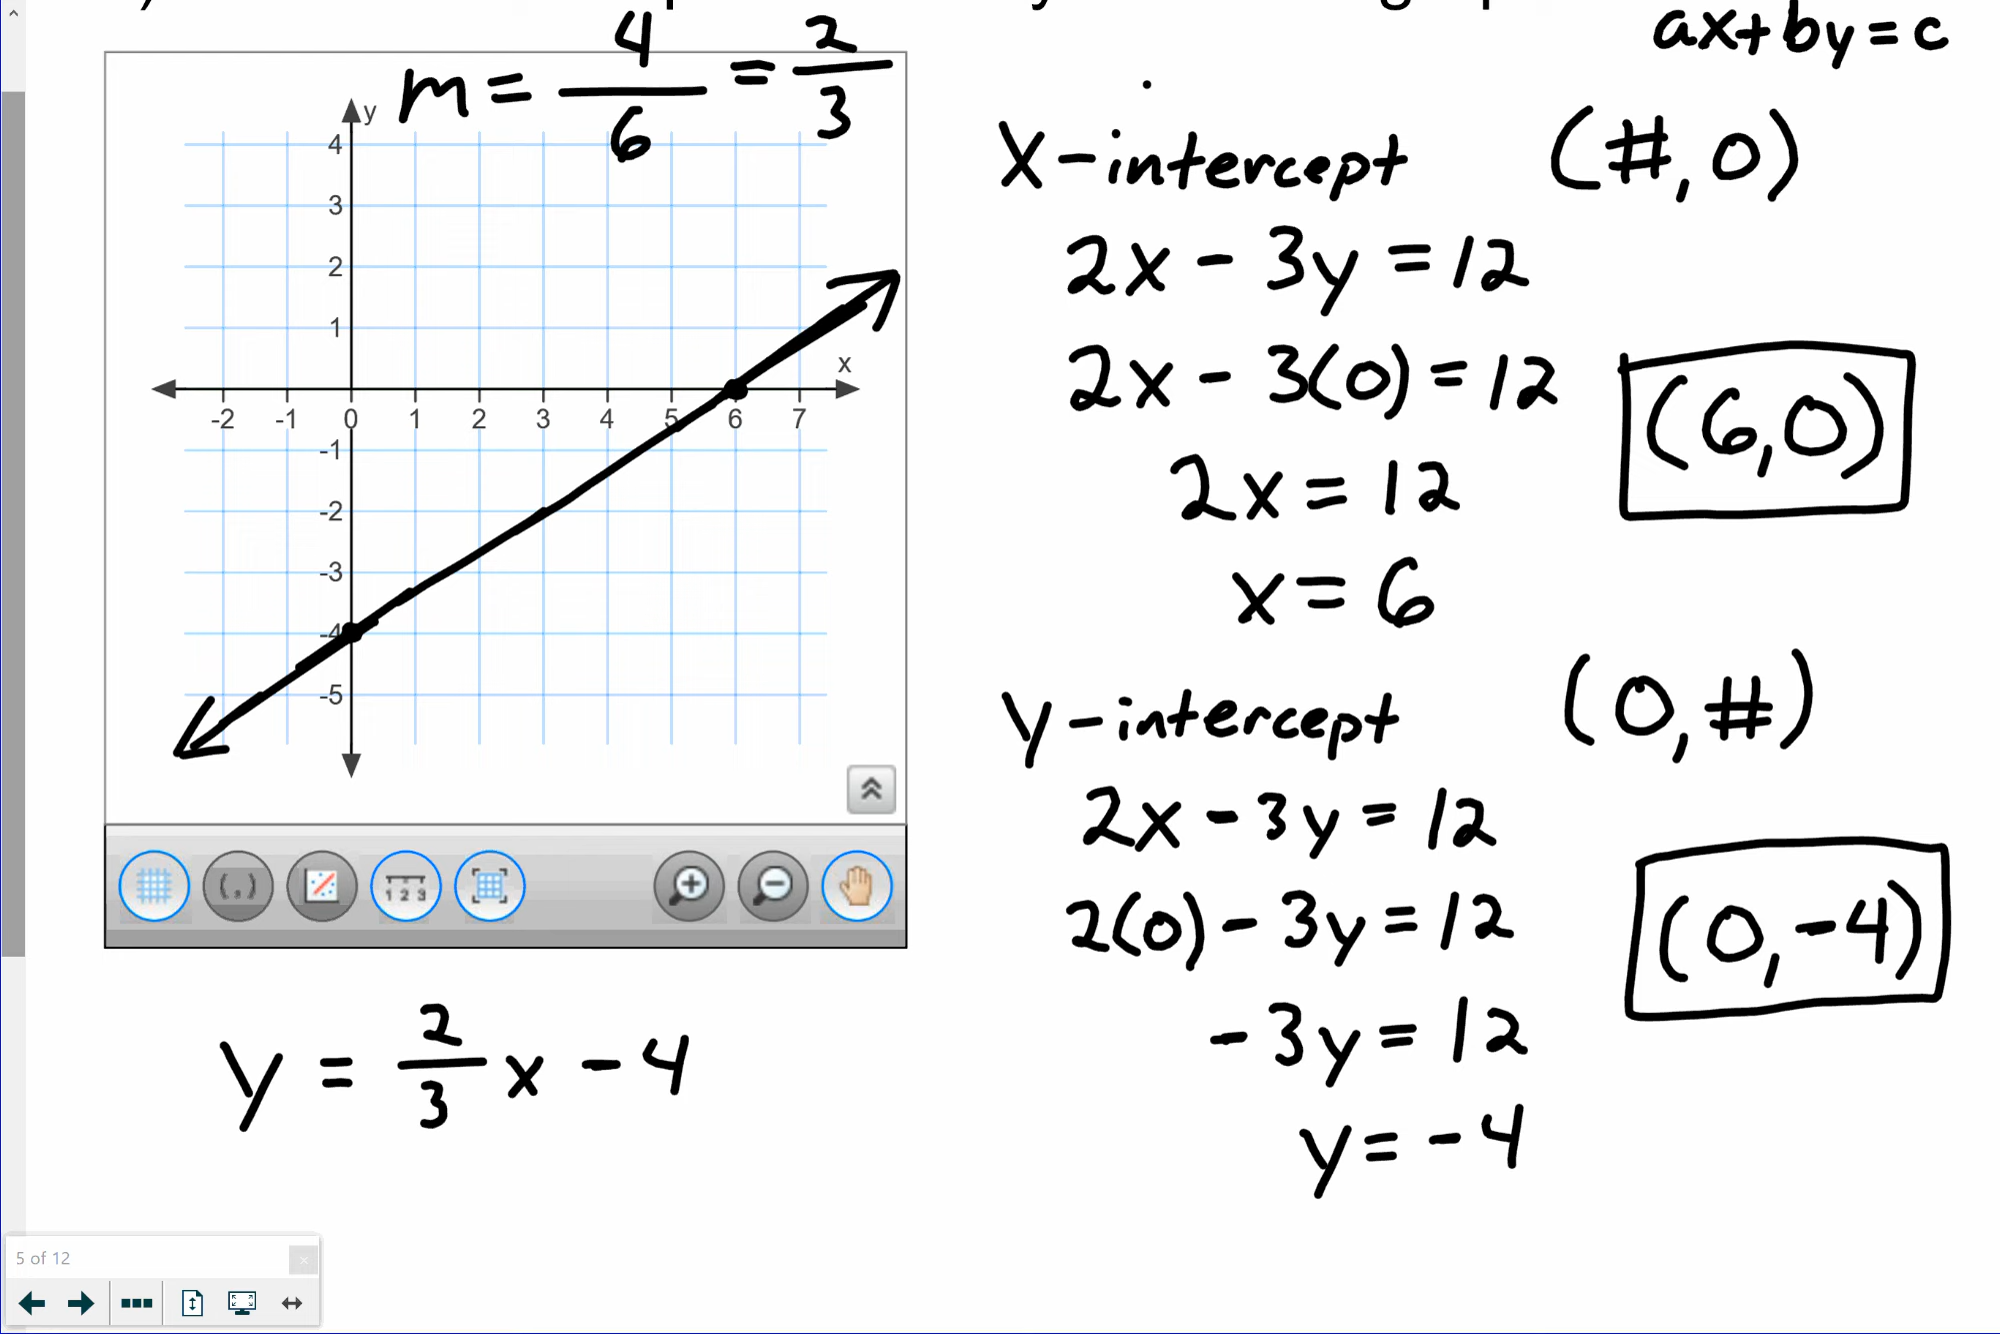 ax+by=c
m = 4/6 = 2/3
y
4
3
2
1
x
-2 -1 0 1 2 3 4 5 6 7
-1
-2
-3
-4
-5
( , )
1 2 3
y = 2/3 x - 4
x-intercept (#,0)
2x - 3y = 12
2x - 3(0) = 12
(6,0)
2x = 12
x = 6
y-intercept (0,#)
2x - 3y = 12
2(0) - 3y = 12
(0,-4)
-3y = 12
y = -4
5 of 12